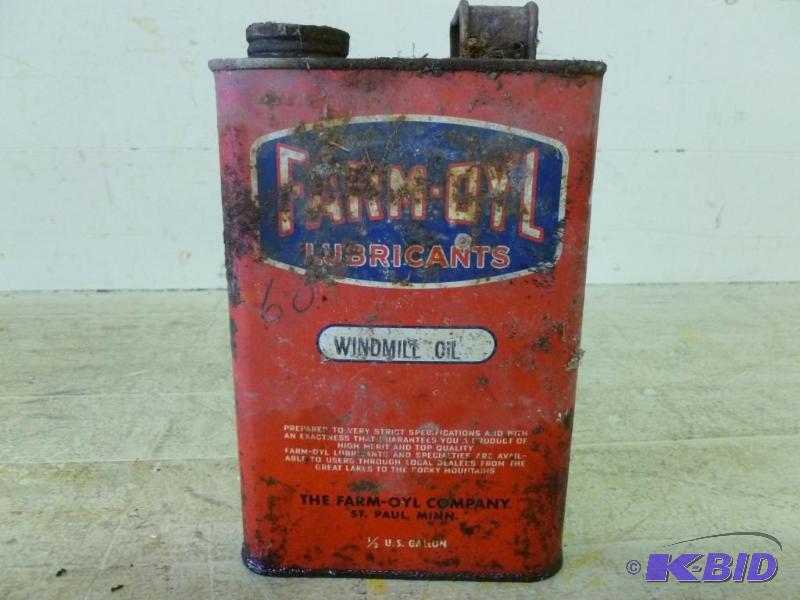 FARM-OYL
LUBRICANTS
60
WINDMILL OIL
PREPARED TO VERY STRICT SPECIFICATIONS AND WITH
AN EXACTNESS THAT GUARANTEES YOU A PRODUCT OF
HIGH MERIT AND TOP QUALITY
FARM-OYL LUBRICANTS AND SPECIALTIES ARE AVAIL-
ABLE TO USERS THROUGH LOCAL DEALERS FROM THE
GREAT LAKES TO THE ROCKY MOUNTAINS
THE FARM-OYL COMPANY
ST. PAUL, MINN.
1/2 U.S. GALLON
© K-BID